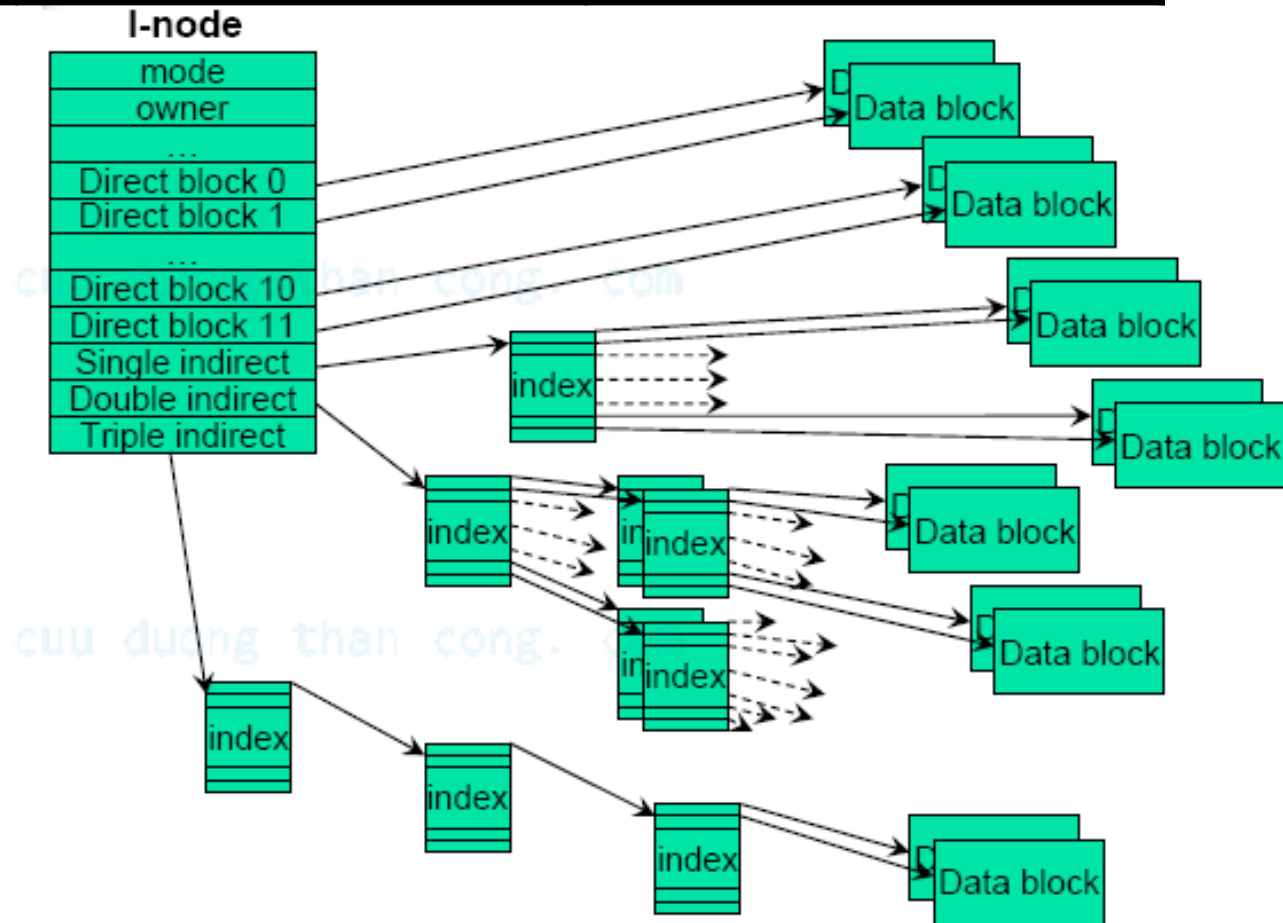 I-node
mode
owner
...
Direct block 0
Direct block 1
...
Direct block 10
Direct block 11
Single indirect
Double indirect
Triple indirect
D
Data block
D
Data block
D
Data block
D
Data block
index
index
in
index
D
Data block
in
index
D
Data block
index
index
index
D
Data block
cuu duong than cong. com
cuu duong than cong. com